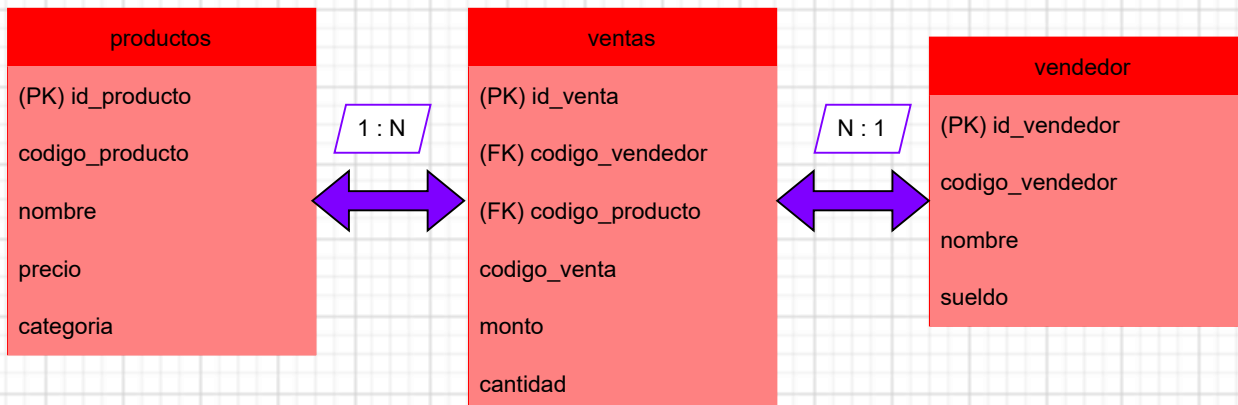 productos
(PK) id_producto
codigo_producto
nombre
precio
categoria
1 : N
ventas
(PK) id_venta
(FK) codigo_vendedor
(FK) codigo_producto
codigo_venta
monto
cantidad
N : 1
vendedor
(PK) id_vendedor
codigo_vendedor
nombre
sueldo